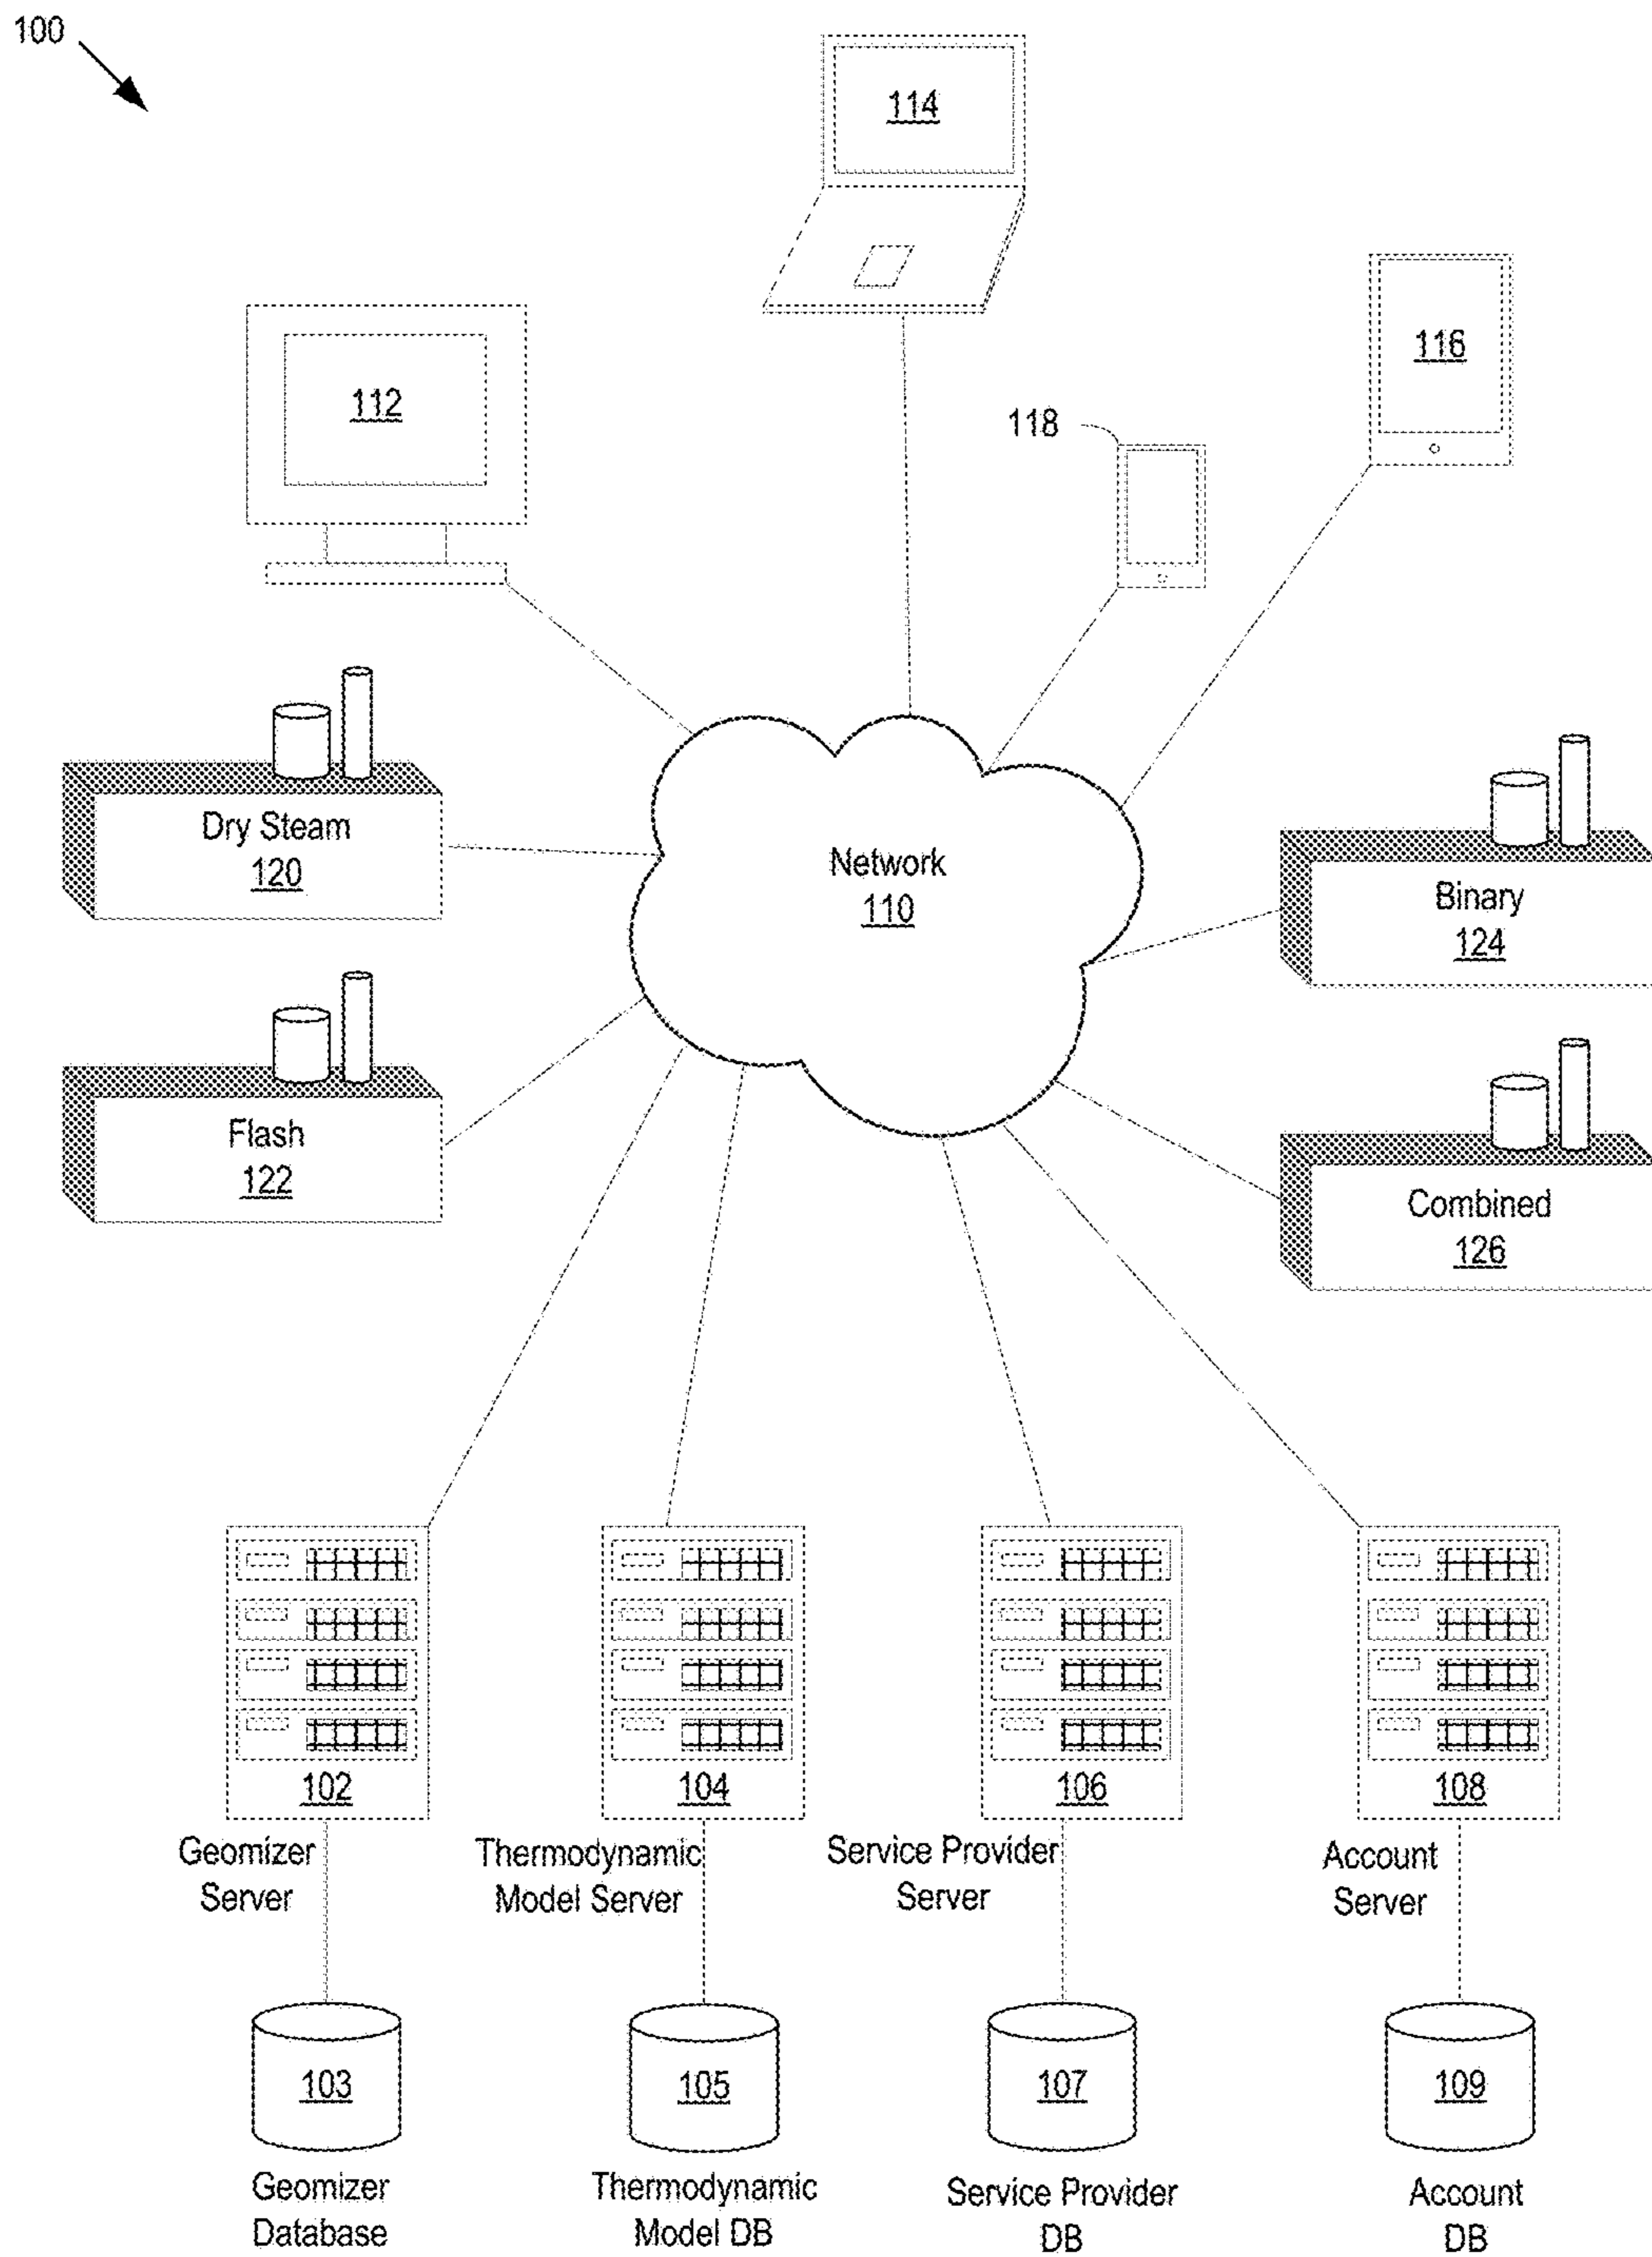 100
114
116
112
118
Dry Steam
120
Network
110
Binary
124
Flash
122
Combined
126
102
104
106
108
Geomizer
Server
Thermodynamic
Model Server
Service Provider
Server
Account
Server
103
105
107
109
Geomizer
Database
Thermodynamic
Model DB
Service Provider
DB
Account
DB